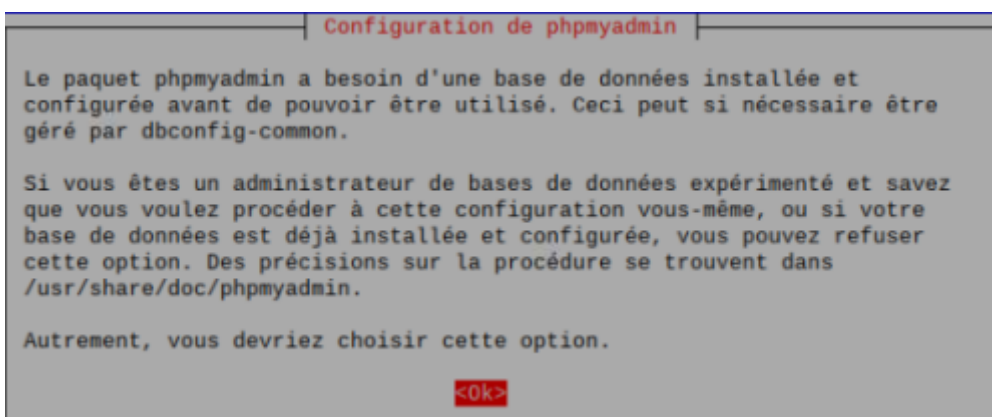 Configuration de phpmyadmin
Le paquet phpmyadmin a besoin d'une base de données installée et
configurée avant de pouvoir être utilisé. Ceci peut si nécessaire être
géré par dbconfig-common.
Si vous êtes un administrateur de bases de données expérimenté et savez
que vous voulez procéder à cette configuration vous-même, ou si votre
base de données est déjà installée et configurée, vous pouvez refuser
cette option. Des précisions sur la procédure se trouvent dans
/usr/share/doc/phpmyadmin.
Autrement, vous devriez choisir cette option.
<Ok>